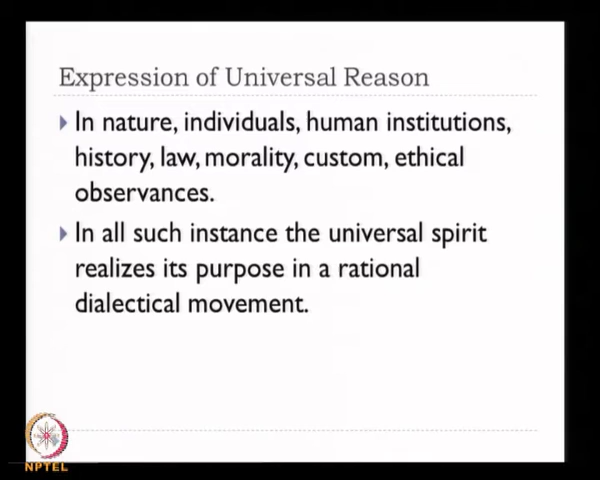 Expression of Universal Reason
In nature, individuals, human institutions,
history, law, morality, custom, ethical
observances.
In all such instance the universal spirit
realizes its purpose in a rational
dialectical movement.
NPTEL